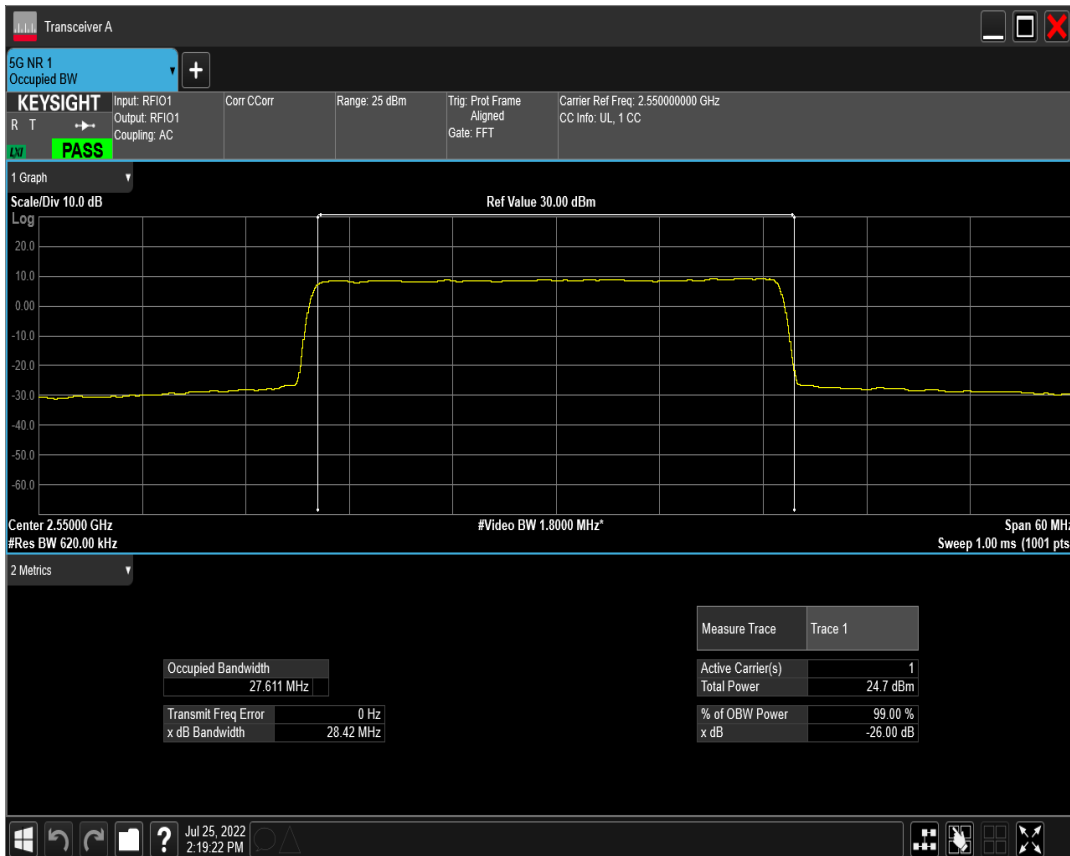 Transceiver A
5G NR 1
Occupied BW
+
KEYSIGHT
R T
LXI
PASS
Input: RFIO1
Output: RFIO1
Coupling: AC
Corr CCorr
Range: 25 dBm
Trig: Prot Frame
Aligned
Gate: FFT
Carrier Ref Freq: 2.550000000 GHz
CC Info: UL, 1 CC
1 Graph
Scale/Div 10.0 dB
Ref Value 30.00 dBm
Log
20.0
10.0
0.00
-10.0
-20.0
-30.0
-40.0
-50.0
-60.0
Center 2.55000 GHz
#Video BW 1.8000 MHz*
Span 60 MHz
#Res BW 620.00 kHz
Sweep 1.00 ms (1001 pts
2 Metrics
Measure Trace Trace 1
Occupied Bandwidth
27.611 MHz
Active Carrier(s) 1
Total Power 24.7 dBm
Transmit Freq Error 0 Hz
x dB Bandwidth 28.42 MHz
% of OBW Power 99.00 %
x dB -26.00 dB
?
Jul 25, 2022
2:19:22 PM